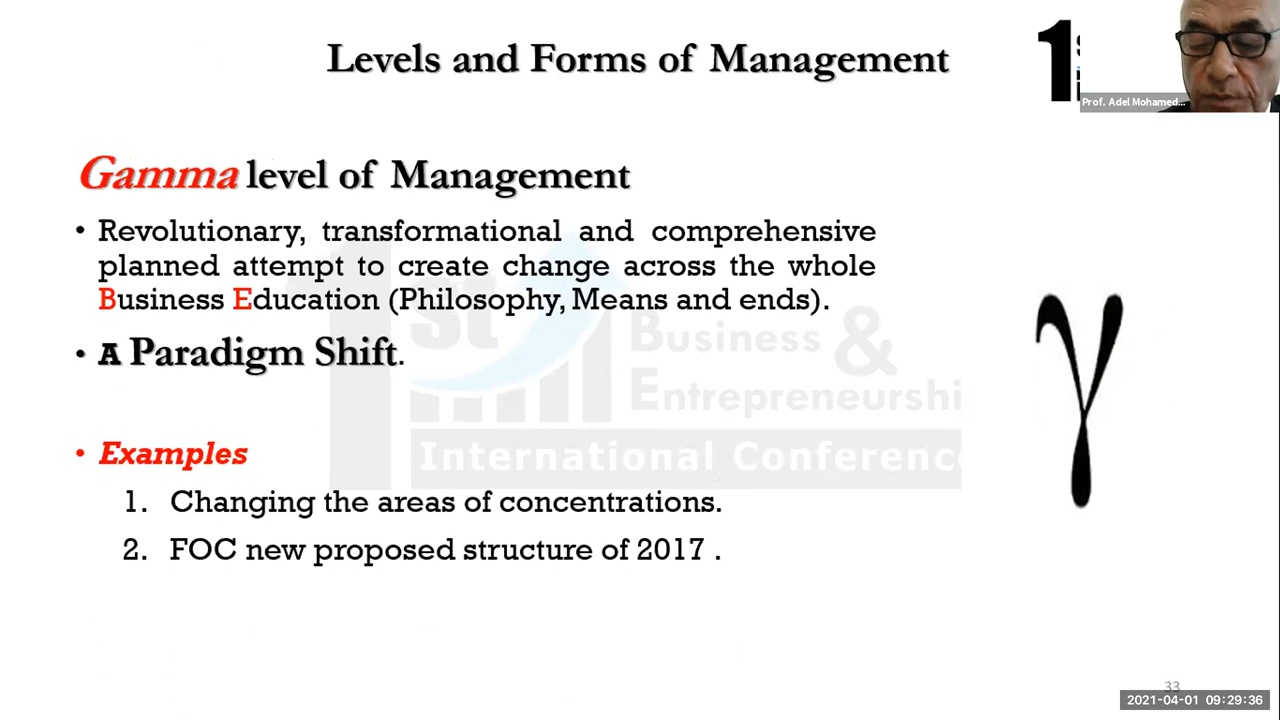 Levels and Forms of Management
1
Prof. Adel Mohamed...
Gamma level of Management
• Revolutionary, transformational and comprehensive
planned attempt to create change across the whole
Business Education (Philosophy, Means and ends).
• A Paradigm Shift.
1st Business &
Entrepreneurshi
International Conferenc
γ
• Examples
1. Changing the areas of concentrations.
2. FOC new proposed structure of 2017 .
33
2021-04-01 09:29:36